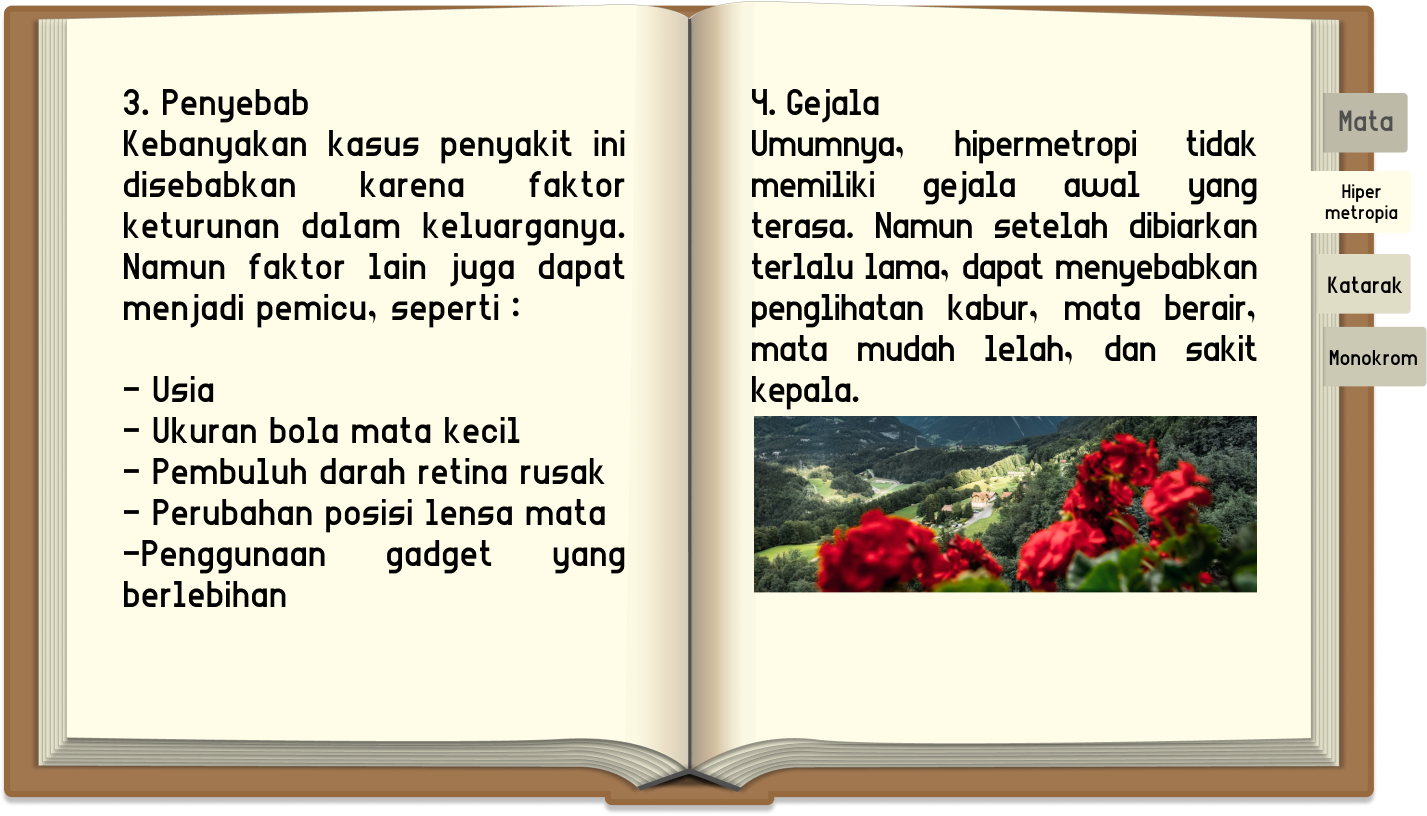 3. Penyebab
Kebanyakan kasus penyakit ini
disebabkan karena faktor
keturunan dalam keluarganya.
Namun faktor lain juga dapat
menjadi pemicu, seperti :
- Usia
- Ukuran bola mata kecil
- Pembuluh darah retina rusak
- Perubahan posisi lensa mata
-Penggunaan gadget yang
berlebihan
4. Gejala
Umumnya, hipermetropi tidak
memiliki gejala awal yang
terasa. Namun setelah dibiarkan
terlalu lama, dapat menyebabkan
penglihatan kabur, mata berair,
mata mudah lelah, dan sakit
kepala.
Mata
Hiper
metropia
Katarak
Monokrom